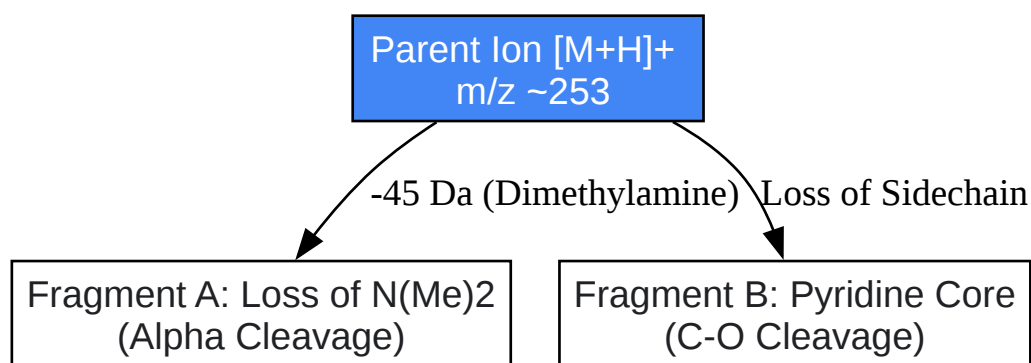 Parent Ion [M+H]+
m/z ~253
-45 Da (Dimethylamine)
Loss of Sidechain
Fragment A: Loss of N(Me)2
(Alpha Cleavage)
Fragment B: Pyridine Core
(C-O Cleavage)